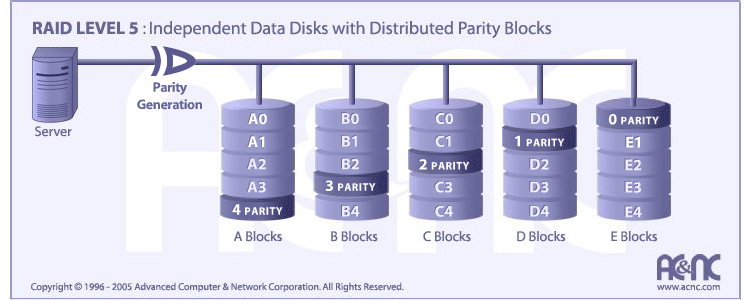 RAID LEVEL 5 : Independent Data Disks with Distributed Parity Blocks
Server
Parity
Generation
A0 B0 C0 D0 0 PARITY
A1 B1 C1 1 PARITY E1
A2 B2 2 PARITY D2 E2
A3 3 PARITY C3 D3 E3
4 PARITY B4 C4 D4 E4
A Blocks B Blocks C Blocks D Blocks E Blocks
AC&NC
www.acnc.com
Copyright © 1996 - 2005 Advanced Computer & Network Corporation. All Rights Reserved.